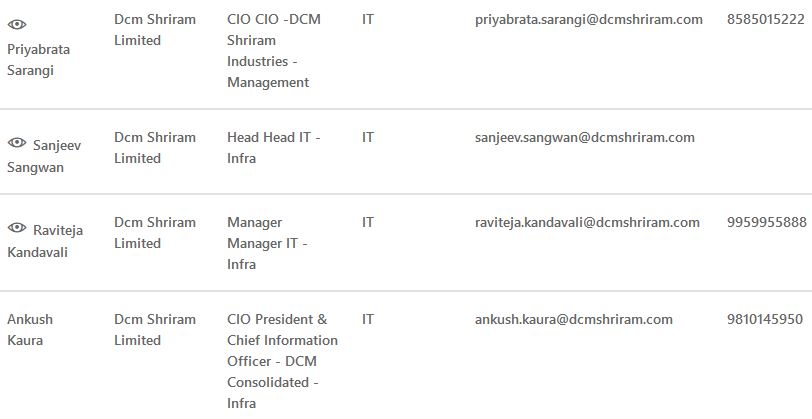 Priyabrata Sarangi Dcm Shriram Limited CIO CIO -DCM Shriram Industries - Management IT priyabrata.sarangi@dcmshriram.com 8585015222
Sanjeev Sangwan Dcm Shriram Limited Head Head IT - Infra IT sanjeev.sangwan@dcmshriram.com
Raviteja Kandavali Dcm Shriram Limited Manager Manager IT - Infra IT raviteja.kandavali@dcmshriram.com 9959955888
Ankush Kaura Dcm Shriram Limited CIO President & Chief Information Officer - DCM Consolidated - Infra IT ankush.kaura@dcmshriram.com 9810145950